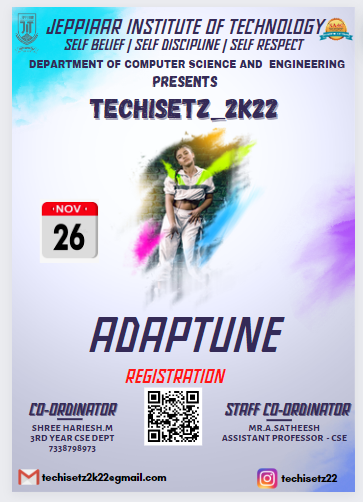 JEPPIAAR INSTITUTE OF TECHNOLOGY
SELF BELIEF | SELF DISCIPLINE | SELF RESPECT
DEPARTMENT OF COMPUTER SCIENCE AND ENGINEERING
PRESENTS
TECHISETZ_2K22
NOV
26
ADAPTUNE
REGISTRATION
CO-ORDINATOR
SHREE HARIESH.M
3RD YEAR CSE DEPT
7338798973
STAFF CO-ORDINATOR
MR.A.SATHEESH
ASSISTANT PROFESSOR - CSE
techisetz2k22@gmail.com
techisetz22